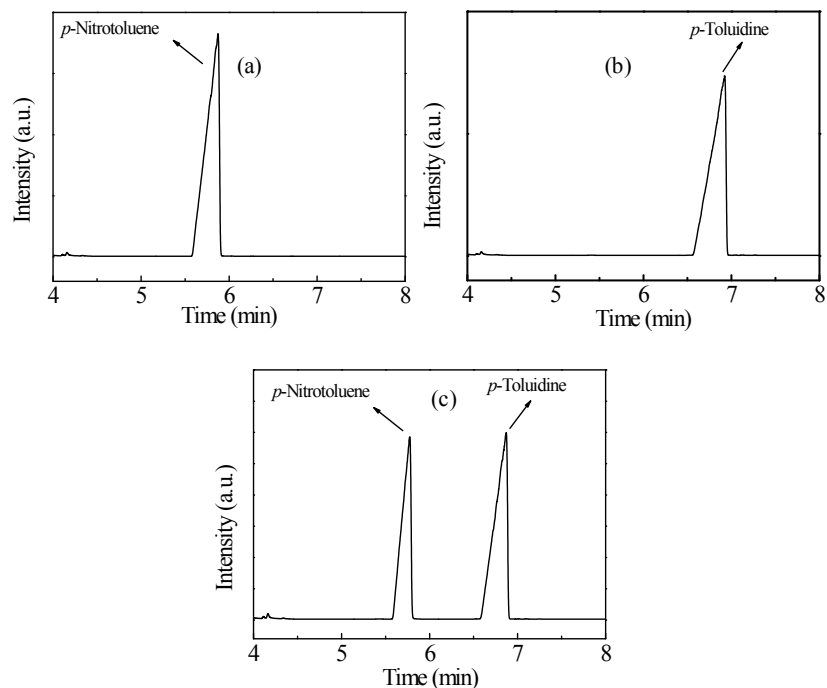 p-Nitrotoluene
(a)
Intensity (a.u.)
4 5 6 7 8
Time (min)
p-Toluidine
(b)
Intensity (a.u.)
4 5 6 7 8
Time (min)
p-Nitrotoluene
(c)
p-Toluidine
Intensity (a.u.)
4 5 6 7 8
Time (min)